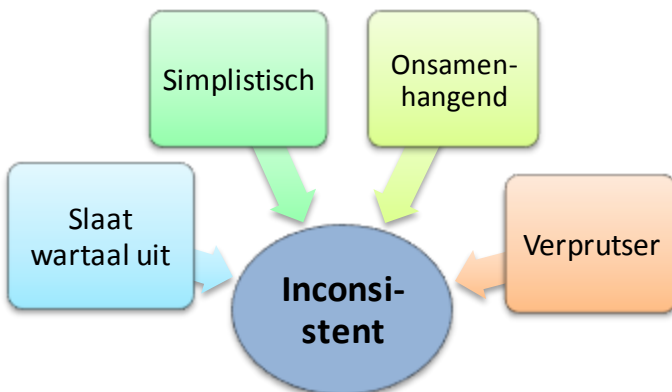 Simplistisch
Onsamen-
hangend
Slaat
wartaal uit
Verprutser
Inconsi-
stent